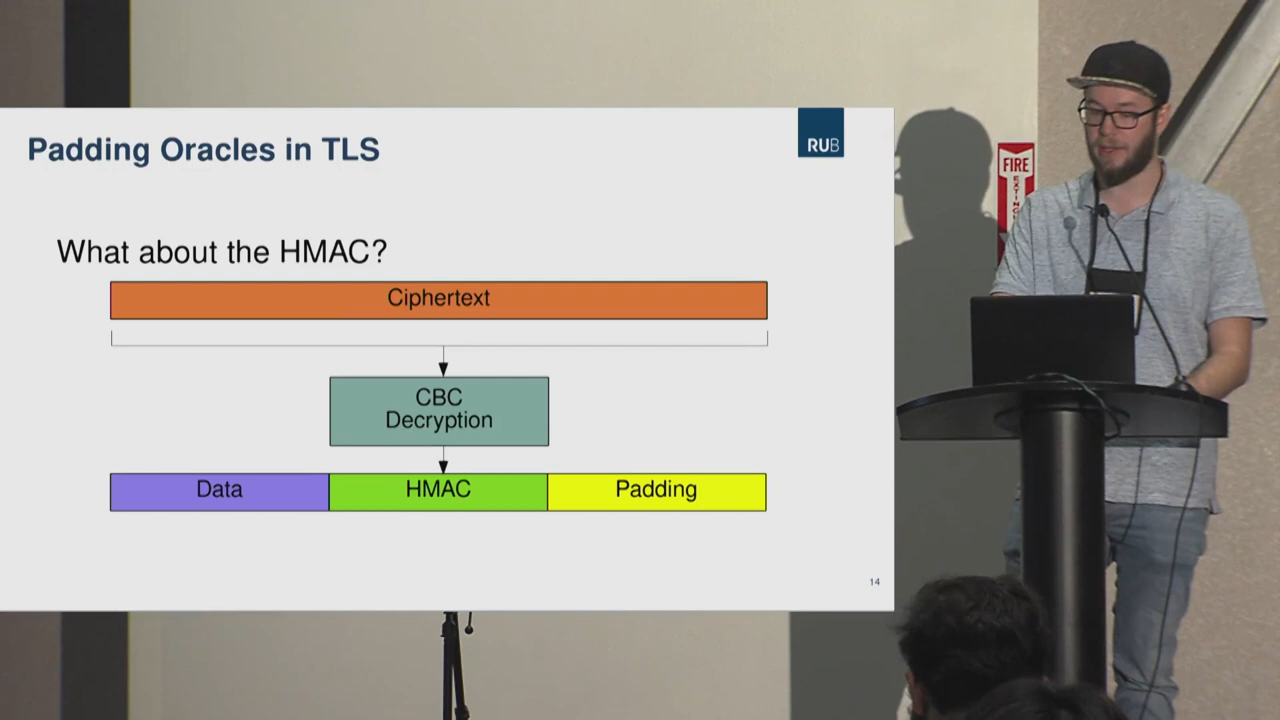 Padding Oracles in TLS
RUB
What about the HMAC?
Ciphertext
CBC
Decryption
Data
HMAC
Padding
14
FIRE